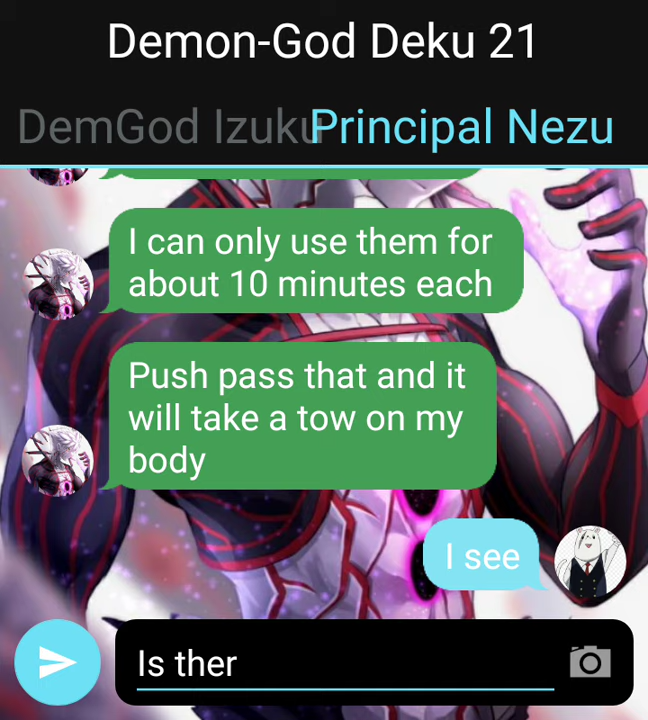 Demon-God Deku 21
DemGod Izuku Principal Nezu
I can only use them for
about 10 minutes each
Push pass that and it
will take a tow on my
body
I see
Is ther